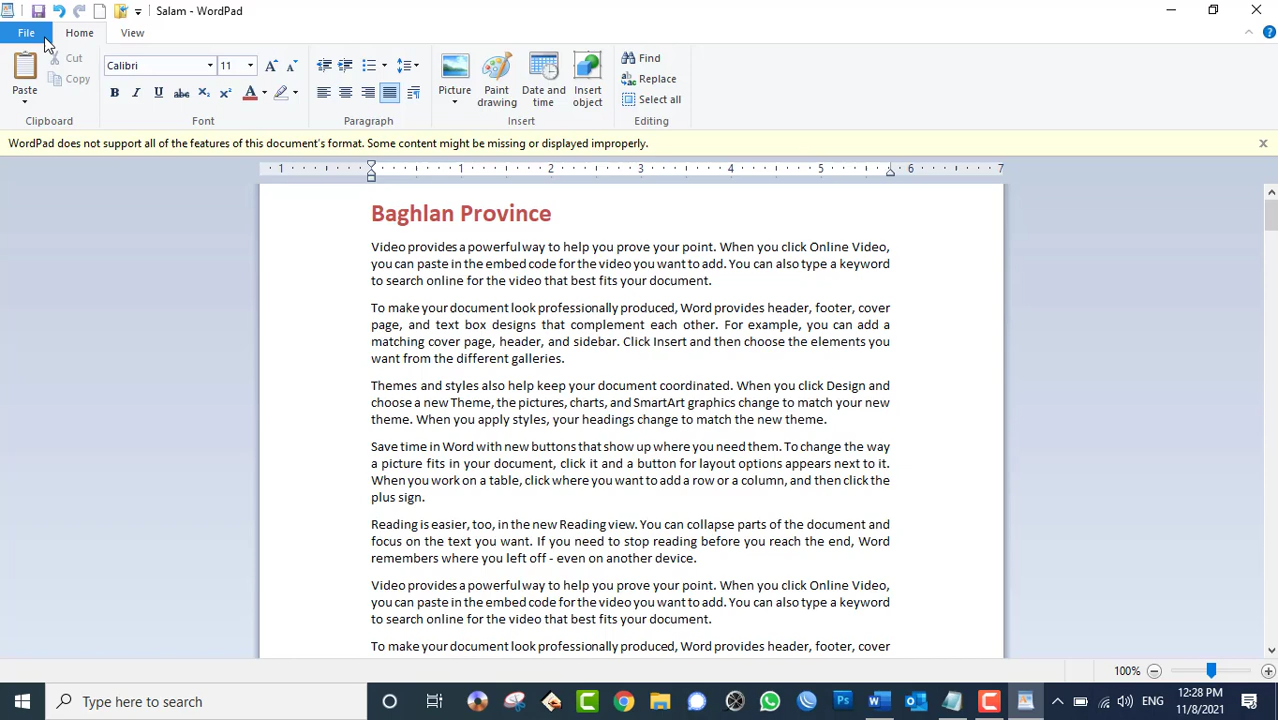 Salam - WordPad
File Home View
Paste
Cut
Copy
Clipboard
Calibri 11
Font
Paragraph
Picture
Paint drawing
Date and time
Insert object
Insert
Find
Replace
Select all
Editing
WordPad does not support all of the features of this document's format. Some content might be missing or displayed improperly.
1 1 2 3 4 5 6 7
Baghlan Province
Video provides a powerful way to help you prove your point. When you click Online Video,
you can paste in the embed code for the video you want to add. You can also type a keyword
to search online for the video that best fits your document.
To make your document look professionally produced, Word provides header, footer, cover
page, and text box designs that complement each other. For example, you can add a
matching cover page, header, and sidebar. Click Insert and then choose the elements you
want from the different galleries.
Themes and styles also help keep your document coordinated. When you click Design and
choose a new Theme, the pictures, charts, and SmartArt graphics change to match your new
theme. When you apply styles, your headings change to match the new theme.
Save time in Word with new buttons that show up where you need them. To change the way
a picture fits in your document, click it and a button for layout options appears next to it.
When you work on a table, click where you want to add a row or a column, and then click the
plus sign.
Reading is easier, too, in the new Reading view. You can collapse parts of the document and
focus on the text you want. If you need to stop reading before you reach the end, Word
remembers where you left off - even on another device.
Video provides a powerful way to help you prove your point. When you click Online Video,
you can paste in the embed code for the video you want to add. You can also type a keyword
to search online for the video that best fits your document.
To make your document look professionally produced, Word provides header, footer, cover
100%
Type here to search
ENG
12:28 PM
11/8/2021